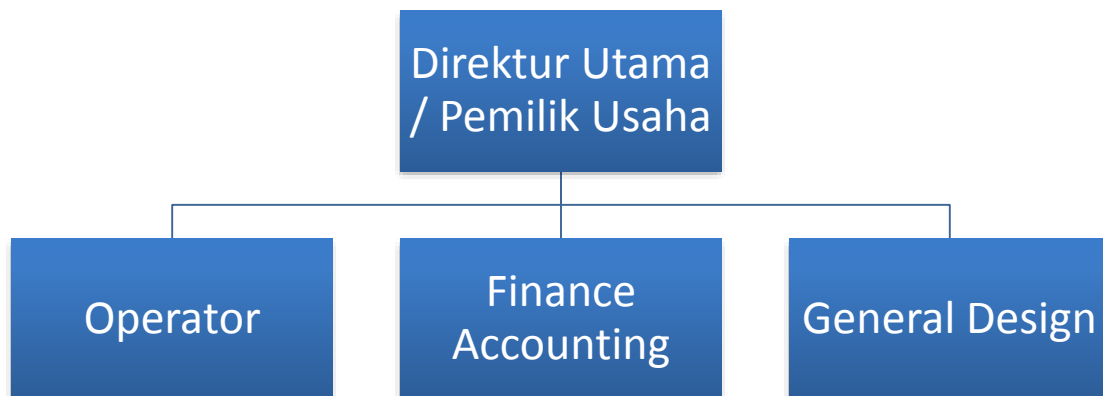 Direktur Utama
/ Pemilik Usaha
Operator
Finance
Accounting
General Design